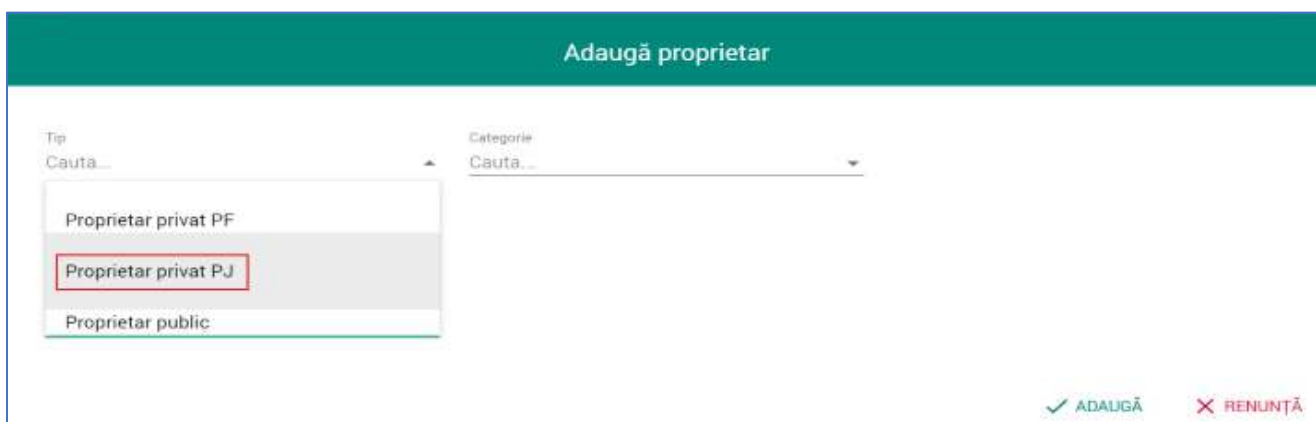 Adaugă proprietar
Tip
Categorie
Cauta...
Cauta...
Proprietar privat PF
Proprietar privat PJ
Proprietar public
ADAUGĂ
RENUNȚĂ